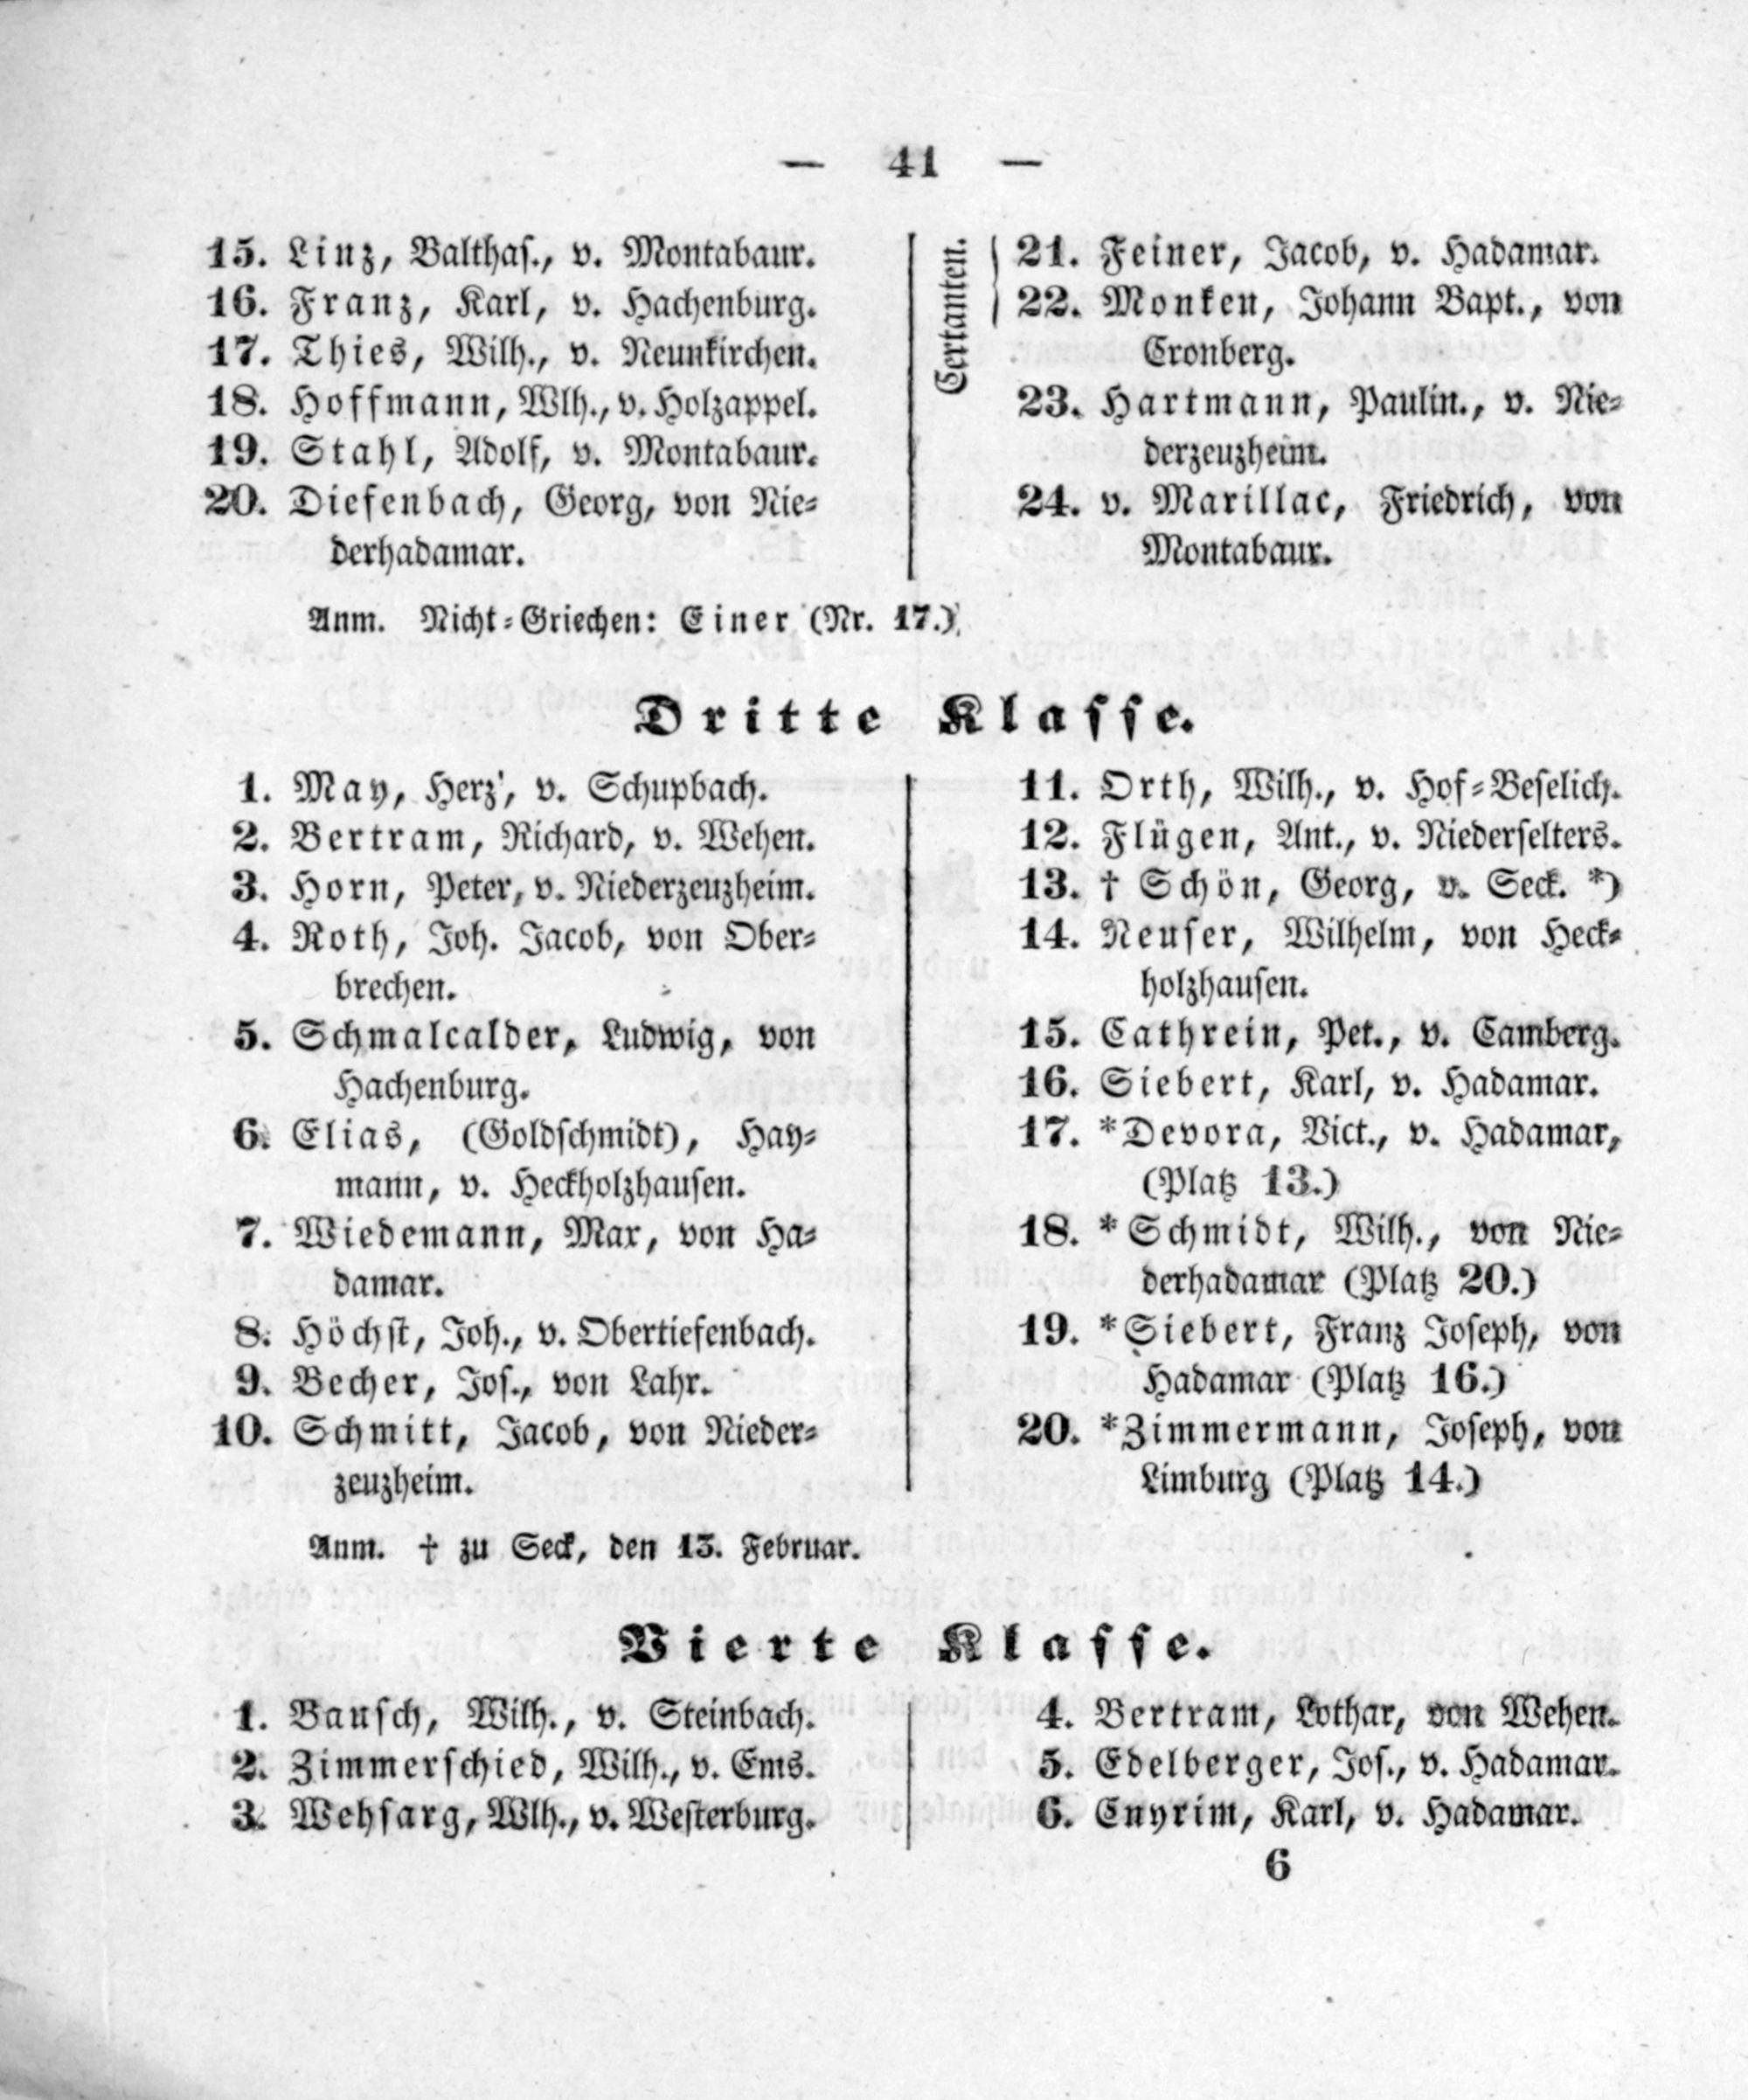 — 41 —
15. Linz, Balthas., v. Montabaur.
16. Franz, Karl, v. Hachenburg.
17. Thies, Wilh., v. Neunkirchen.
18. Hoffmann, Wlh., v. Holzappel.
19. Stahl, Adolf, v. Montabaur.
20. Diefenbach, Georg, von Nie-
derhadamar.
Certanten.
21. Feiner, Jacob, v. Hadamar.
22. Monken, Johann Bapt., von
Cronberg.
23. Hartmann, Paulin., v. Nie-
derzeuzheim.
24. v. Marillac, Friedrich, von
Montabaur.
Anm. Nicht-Griechen: Einer (Nr. 17.)
Dritte Klasse.
1. May, Herz, v. Schupbach.
2. Bertram, Richard, v. Wehen.
3. Horn, Peter, v. Niederzeuzheim.
4. Roth, Joh. Jacob, von Ober-
brechen.
5. Schmalcalder, Ludwig, von
Hachenburg.
6. Elias, (Goldschmidt), Hay-
mann, v. Heckholzhausen.
7. Wiedemann, Max, von Ha-
damar.
8. Höchst, Joh., v. Obertiefenbach.
9. Becher, Jos., von Lahr.
10. Schmitt, Jacob, von Nieder-
zeuzheim.
11. Orth, Wilh., v. Hof-Beselich.
12. Flügen, Ant., v. Niederselters.
13. † Schön, Georg, v. Seck. *)
14. Neuser, Wilhelm, von Heck-
holzhausen.
15. Cathrein, Pet., v. Camberg.
16. Siebert, Karl, v. Hadamar.
17. *Devora, Vict., v. Hadamar,
(Platz 13.)
18. *Schmidt, Wilh., von Nie-
derhadamar (Platz 20.)
19. *Siebert, Franz Joseph, von
Hadamar (Platz 16.)
20. *Zimmermann, Joseph, von
Limburg (Platz 14.)
Anm. † zu Seck, den 13. Februar.
Vierte Klasse.
1. Bausch, Wilh., v. Steinbach.
2. Zimmerschied, Wilh., v. Ems.
3. Wehsarg, Wlh., v. Westerburg.
4. Bertram, Lothar, von Wehen.
5. Edelberger, Jos., v. Hadamar.
6. Enyrim, Karl, v. Hadamar.
6